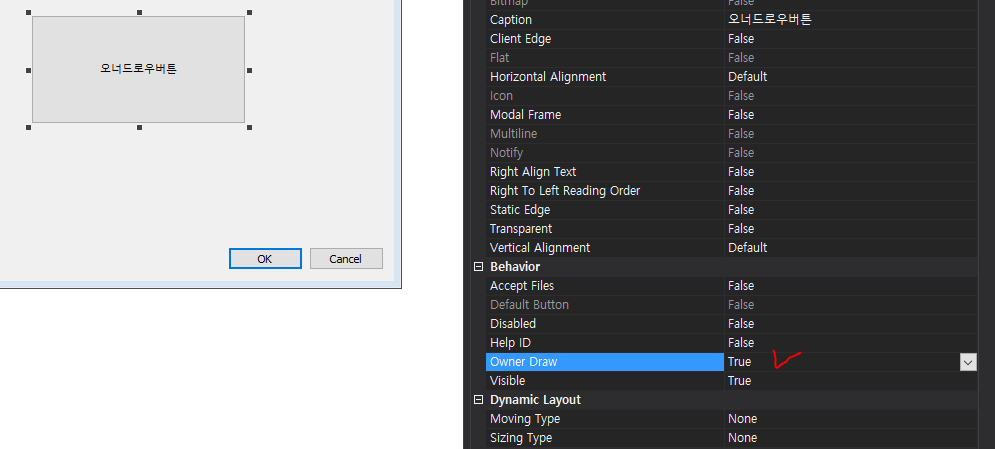 오너드로우버튼
OK Cancel
Bitmap False
Caption 오너드로우버튼
Client Edge False
Flat False
Horizontal Alignment Default
Icon False
Modal Frame False
Multiline False
Notify False
Right Align Text False
Right To Left Reading Order False
Static Edge False
Transparent False
Vertical Alignment Default
Behavior
Accept Files False
Default Button False
Disabled False
Help ID False
Owner Draw True
Visible True
Dynamic Layout
Moving Type None
Sizing Type None